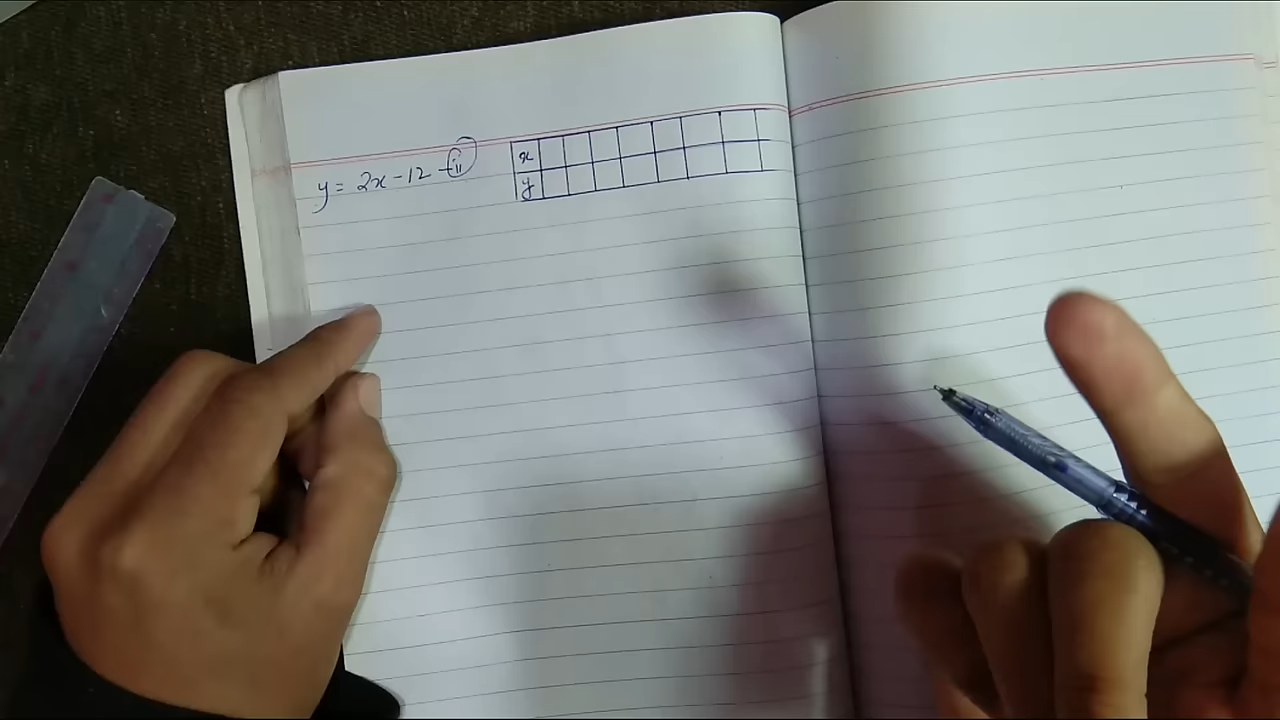 y = 2x - 12 - ii
x
y